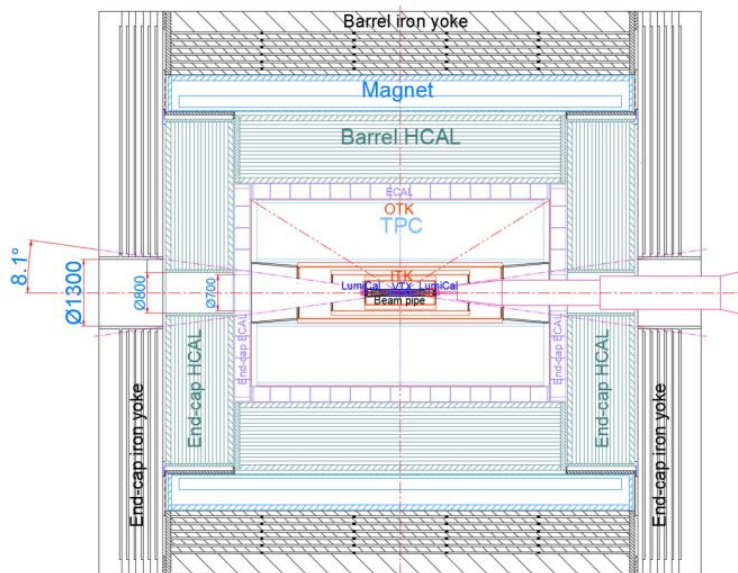 Barrel iron yoke
Magnet
Barrel HCAL
ECAL
OTK
TPC
8.1°
Ø1300
Ø800
Ø700
ITK
LumiCal VTX LumiCal
Beam pipe
End-cap ECAL
End-cap ECAL
End-cap HCAL
End-cap HCAL
End-cap iron yoke
End-cap iron yoke